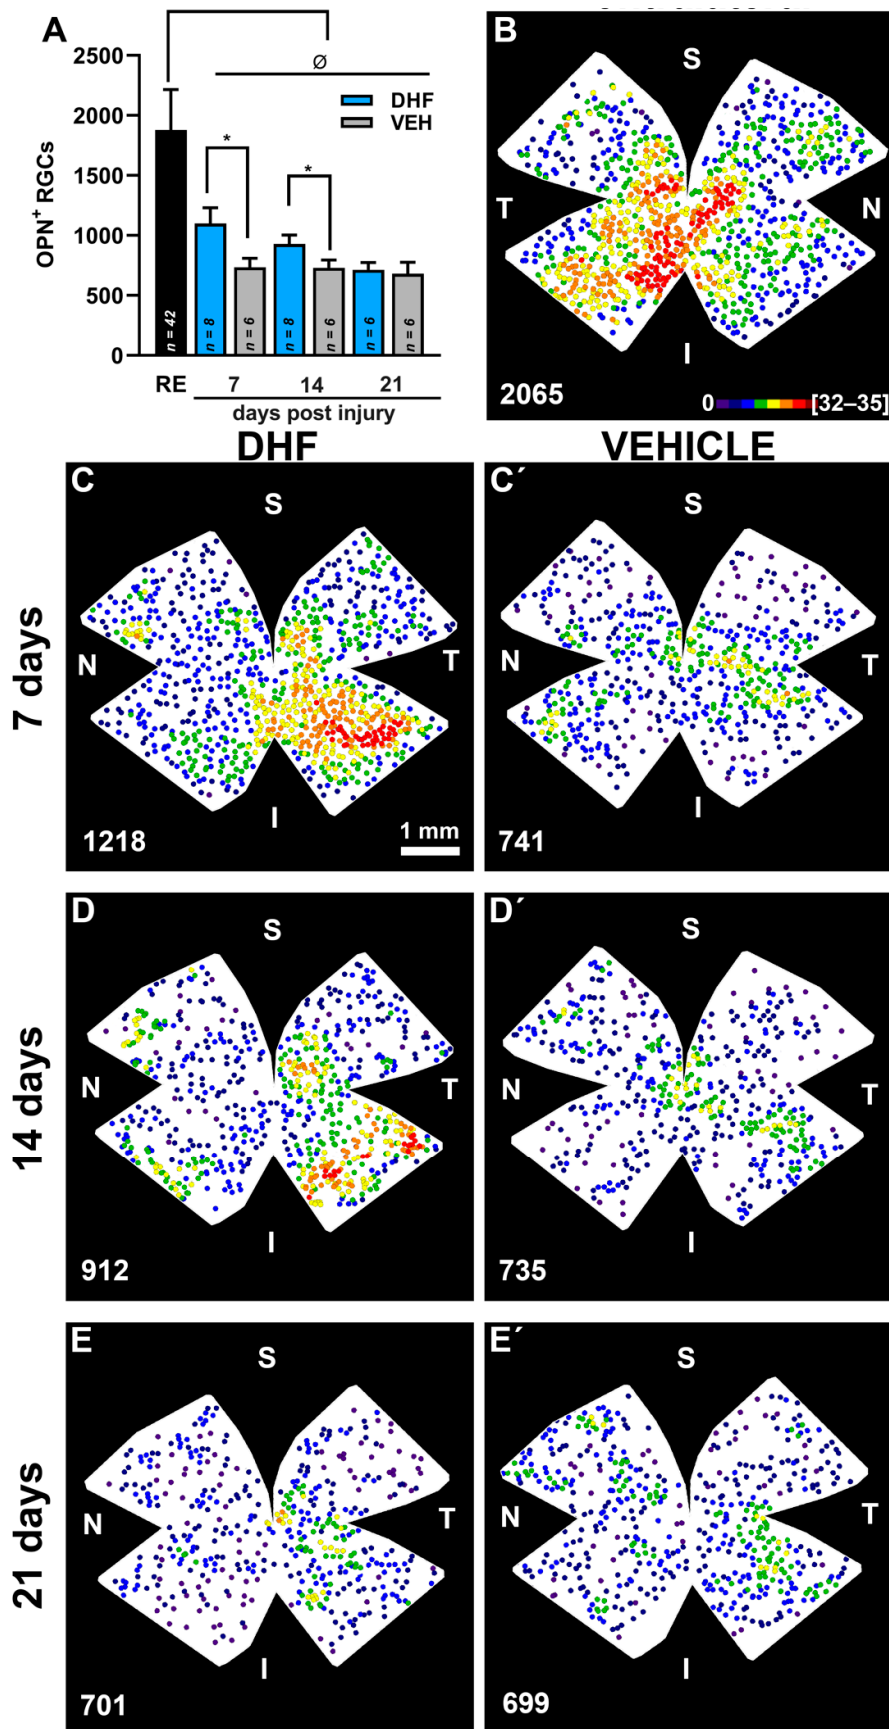 A
2500
2000
1500
1000
500
0
OPN+ RGCs
Ø
DHF
VEH
*
*
n = 42
n = 8
n = 6
n = 8
n = 6
n = 6
n = 6
RE
7
14
21
days post injury
B
S
T
N
I
2065
0
[32–35]
DHF
VEHICLE
7 days
C
S
N
T
I
1218
1 mm
C´
S
N
T
I
741
14 days
D
S
N
T
I
912
D´
S
N
T
I
735
21 days
E
S
N
T
I
701
E´
S
N
T
I
699